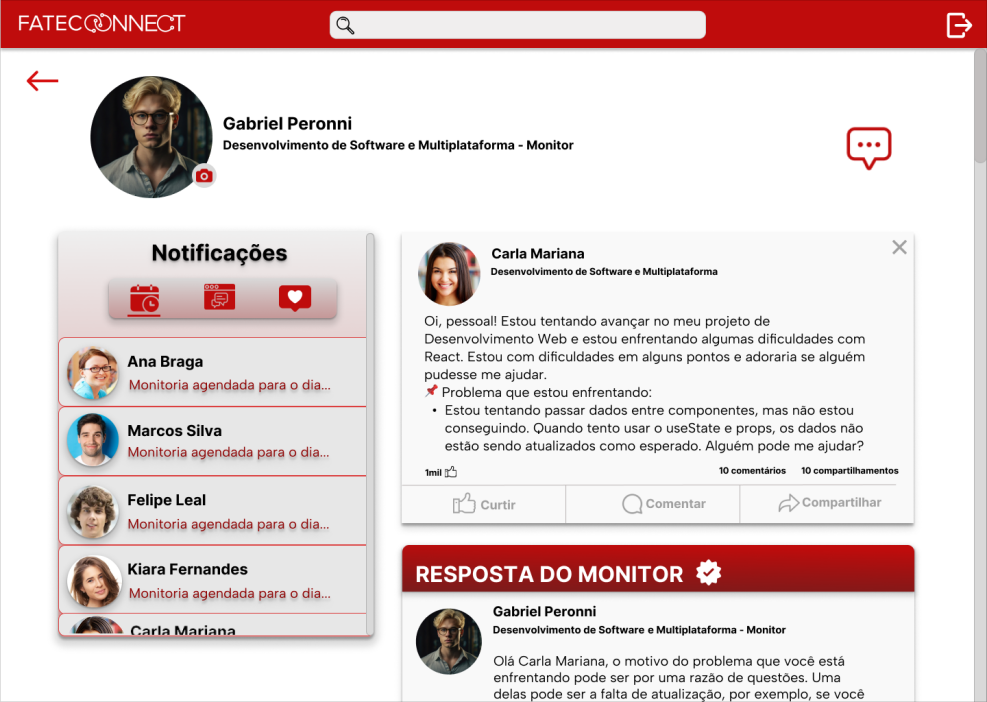 FATECCONNECT
Gabriel Peronni
Desenvolvimento de Software e Multiplataforma - Monitor
Notificações
Ana Braga
Monitoria agendada para o dia...
Marcos Silva
Monitoria agendada para o dia...
Felipe Leal
Monitoria agendada para o dia...
Kiara Fernandes
Monitoria agendada para o dia...
Carla Mariana
Carla Mariana
Desenvolvimento de Software e Multiplataforma
Oi, pessoal! Estou tentando avançar no meu projeto de
Desenvolvimento Web e estou enfrentando algumas dificuldades com
React. Estou com dificuldades em alguns pontos e adoraria se alguém
pudesse me ajudar.
📌 Problema que estou enfrentando:
• Estou tentando passar dados entre componentes, mas não estou
conseguindo. Quando tento usar o useState e props, os dados não
estão sendo atualizados como esperado. Alguém pode me ajudar?
1mil
10 comentários 10 compartilhamentos
Curtir Comentar Compartilhar
RESPOSTA DO MONITOR
Gabriel Peronni
Desenvolvimento de Software e Multiplataforma - Monitor
Olá Carla Mariana, o motivo do problema que você está
enfrentando pode ser por uma razão de questões. Uma
delas pode ser a falta de atualização, por exemplo, se você